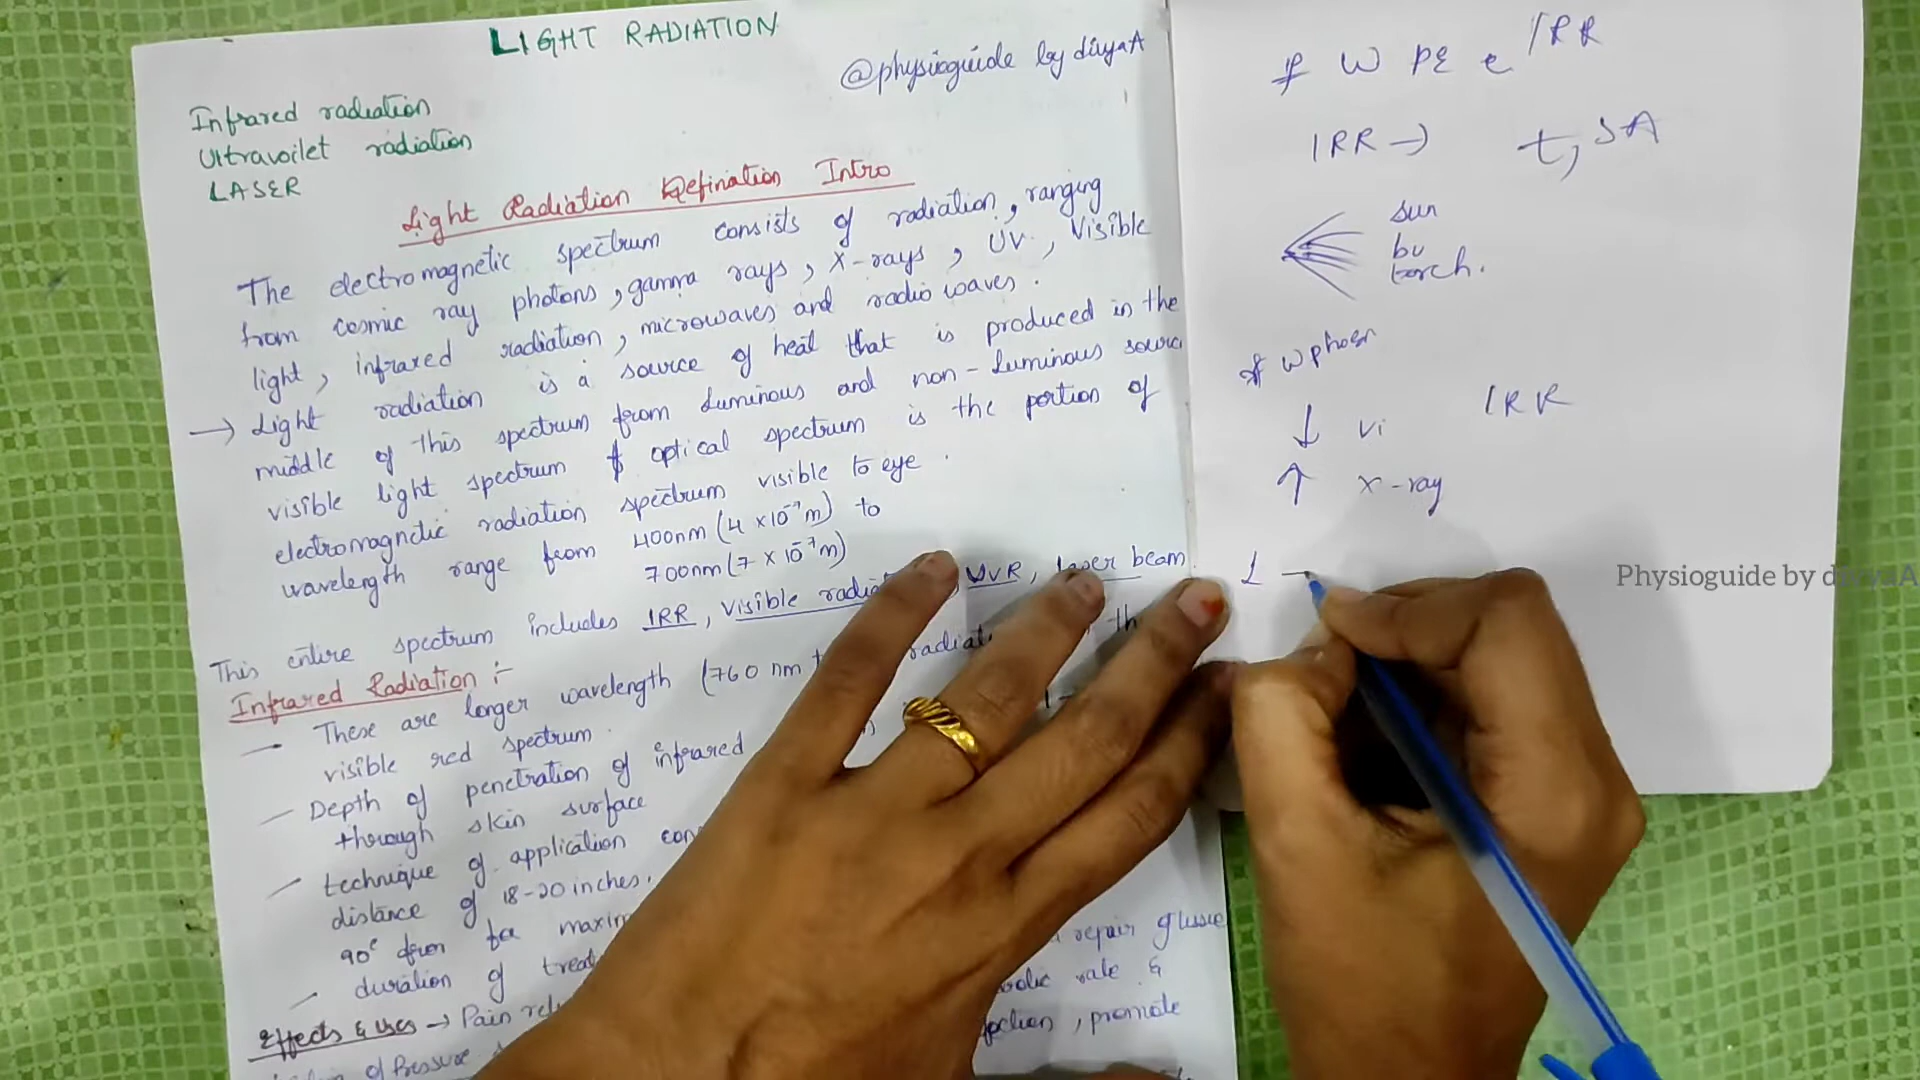 LIGHT RADIATION
@physioguide by divyaA
Infrared radiation
Ultravoilet radiation
LASER
Light Radiation Defination Intro
The electromagnetic spectrum consists of radiation, ranging
from cosmic ray photons, gamma rays, X-rays, UV, Visible
light, infrared radiation, microwaves and radio waves.
→ Light radiation is a source of heat that is produced in the
middle of this spectrum from Luminous and non-Luminous
visible light spectrum & optical spectrum is the portion of
electromagnetic radiation spectrum visible to eye.
wavelength range from 400nm (4 × 10⁻⁷m) to
700nm (7 × 10⁻⁷m)
This entire spectrum includes IRR, Visible UVR, laser beam
Infrared Radiation :-
— These are longer wavelength (760 nm
visible red spectrum.
— Depth of penetration of infrared
through skin surface
— technique of application
distance of 18-20 inches.
90° from
— duration of
repair
Effects & uses → Pain
rate &
of Pressure
, promote
W PE e IRR
IRR → t, SA
sun
bu
torch.
↓ vi IRR
↑ X-ray
L →
Physioguide by divyaA